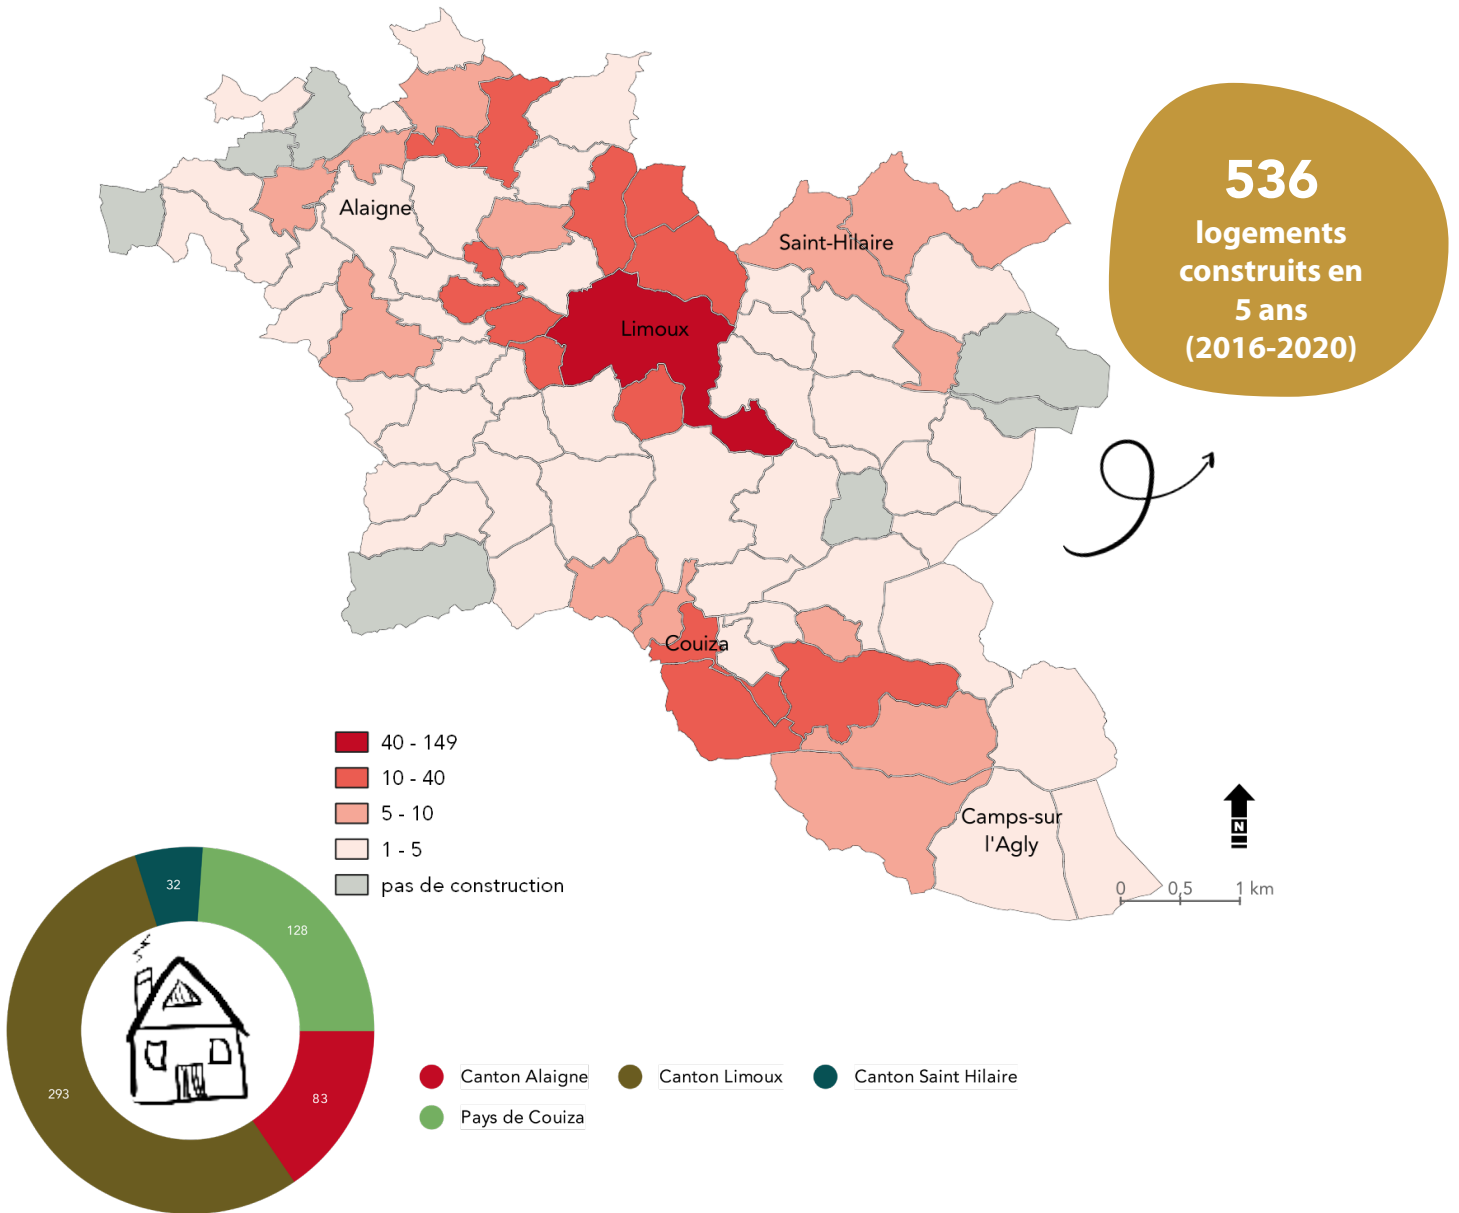 Alaigne
Saint-Hilaire
Limoux
Couiza
Camps-sur
l'Agly
536
logements
construits en
5 ans
(2016-2020)
40 - 149
10 - 40
5 - 10
1 - 5
pas de construction
N
0 0,5 1 km
32
128
293
83
Canton Alaigne Canton Limoux Canton Saint Hilaire
Pays de Couiza